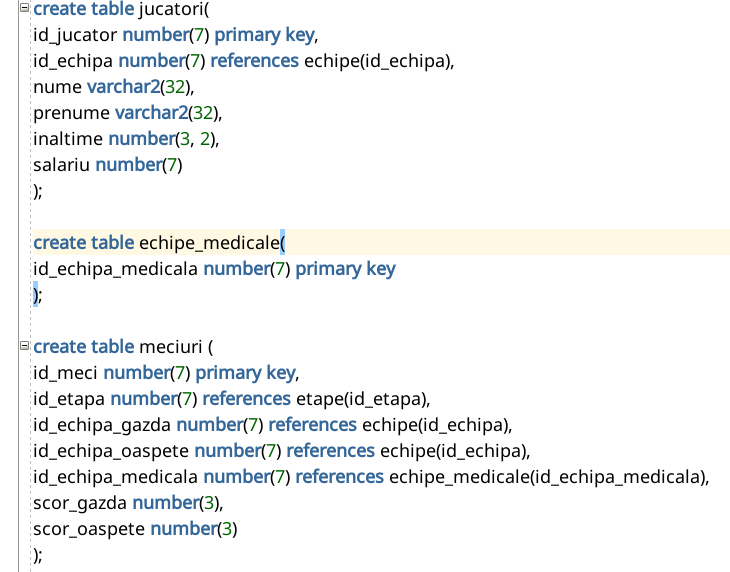 create table jucatori(
id_jucator number(7) primary key,
id_echipa number(7) references echipe(id_echipa),
nume varchar2(32),
prenume varchar2(32),
inaltime number(3, 2),
salariu number(7)
);
create table echipe_medicale(
id_echipa_medicala number(7) primary key
);
create table meciuri (
id_meci number(7) primary key,
id_etapa number(7) references etape(id_etapa),
id_echipa_gazda number(7) references echipe(id_echipa),
id_echipa_oaspete number(7) references echipe(id_echipa),
id_echipa_medicala number(7) references echipe_medicale(id_echipa_medicala),
scor_gazda number(3),
scor_oaspete number(3)
);